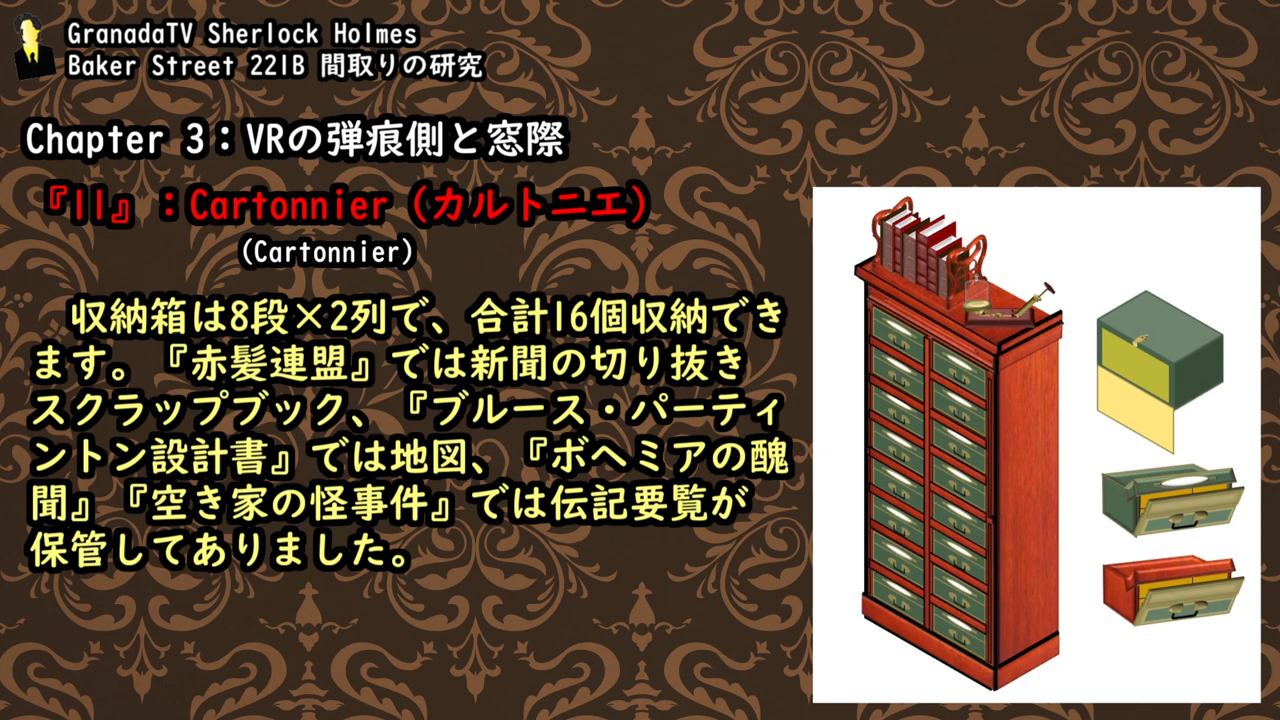 GranadaTV Sherlock Holmes
Baker Street 221B 間取りの研究
Chapter 3：VRの弾痕側と窓際
『11』：Cartonnier（カルトニエ）
(Cartonnier)
収納箱は8段×2列で、合計16個収納でき
ます。『赤髪連盟』では新聞の切り抜き
スクラップブック、『ブルース・パーティ
ントン設計書』では地図、『ボヘミアの醜
聞』『空き家の怪事件』では伝記要覧が
保管してありました。